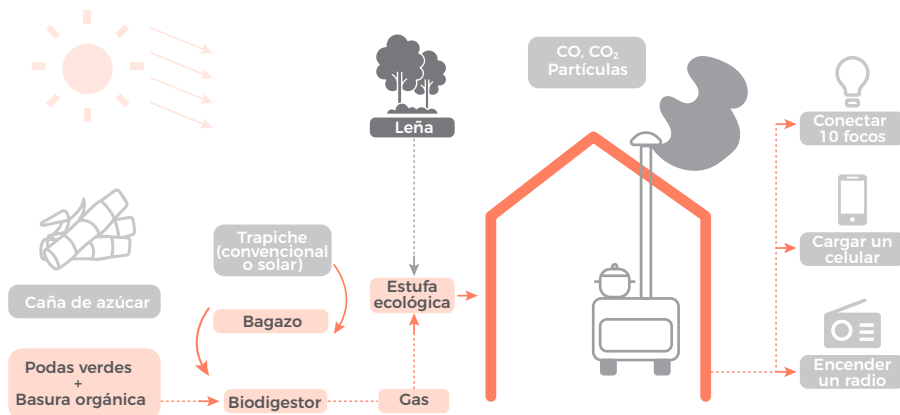 CO, CO₂
Partículas
Leña
Conectar
10 focos
Trapiche
(convencional
o solar)
Cargar un
celular
Caña de azúcar
Estufa
ecológica
Bagazo
Podas verdes
+
Basura orgánica
Biodigestor
Gas
Encender
un radio